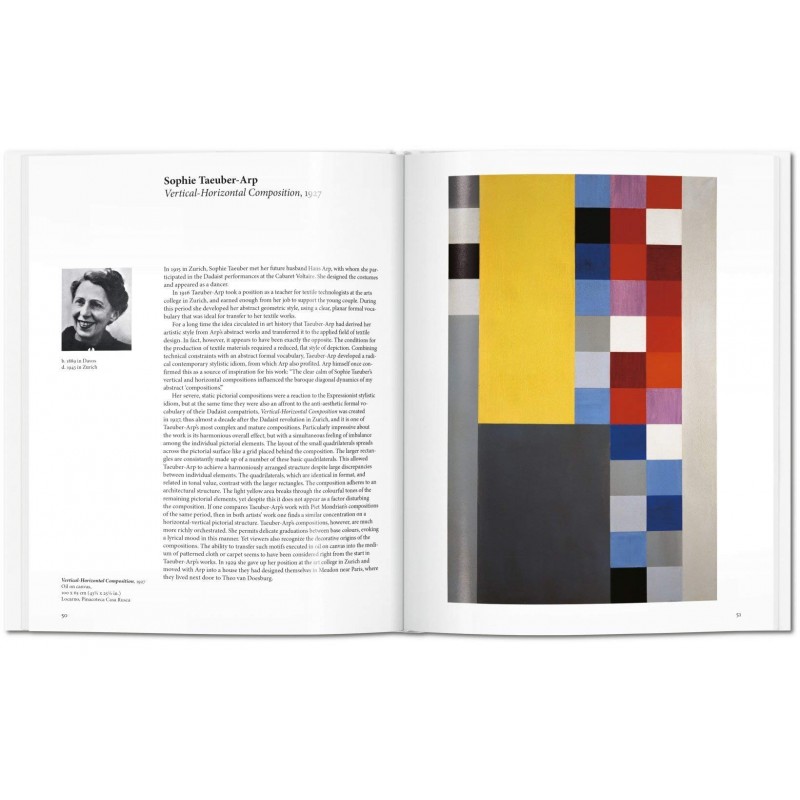 Sophie Taeuber-Arp
Vertical-Horizontal Composition, 1927
In 1915 in Zurich, Sophie Taeuber met her future husband Hans Arp, with whom she par-
ticipated in the Dadaist performances at the Cabaret Voltaire. She designed the costumes
and appeared as a dancer.
In 1916 Taeuber-Arp took a position as a teacher for textile technologists at the arts
college in Zurich, and earned enough from her job to support the young couple. During
this period she developed her abstract geometric style, using a clear, planar formal voca-
bulary that was ideal for transfer to her textile works.
For a long time the idea circulated in art history that Taeuber-Arp had derived her
artistic style from Arp's abstract works and transferred it to the applied field of textile
design. In fact, however, it appears to have been exactly the opposite. The conditions for
the production of textile materials required a reduced, flat style of depiction. Combining
technical constraints with an abstract formal vocabulary, Taeuber-Arp developed a radi-
cal contemporary stylistic idiom, from which Arp also profited. Arp himself once con-
firmed this as a source of inspiration for his work: "The clear calm of Sophie Taeuber's
vertical and horizontal compositions influenced the baroque diagonal dynamics of my
abstract 'compositions.'"
Her severe, static pictorial compositions were a reaction to the Expressionist stylistic
idiom, but at the same time they were also an affront to the anti-aesthetic formal vo-
cabulary of their Dadaist compatriots. Vertical-Horizontal Composition was created
in 1927, thus almost a decade after the Dadaist revolution in Zurich, and it is one of
Taeuber-Arp's most complex and mature compositions. Particularly impressive about
the work is its harmonious overall effect, but with a simultaneous feeling of imbalance
among the individual pictorial elements. The layout of the small quadrilaterals spreads
across the pictorial surface like a grid placed behind the composition. The larger rectan-
gles are consistently made up of a number of these basic quadrilaterals. This allowed
Taeuber-Arp to achieve a harmoniously arranged structure despite large discrepancies
between individual elements. The quadrilaterals, which are identical in format, and
related in tonal value, contrast with the larger rectangles. The composition adheres to an
architectural structure. The light yellow area breaks through the colourful tones of the
remaining pictorial elements, yet despite this it does not appear as a factor disturbing
the composition. If one compares Taeuber-Arp's work with Piet Mondrian's compositions
of the same period, then in both artists' work one finds a similar concentration on a
horizontal-vertical pictorial structure. Taeuber-Arp's compositions, however, are much
more richly orchestrated. She permits delicate graduations between base colours, evoking
a lyrical mood in this manner. Yet viewers also recognize the decorative origins of the
compositions. The ability to transfer such motifs executed in oil on canvas into the medi-
um of patterned cloth or carpet seems to have been considered right from the start in
Taeuber-Arp's works. In 1929 she gave up her position at the art college in Zurich and
moved with Arp into a house they had designed themselves in Meudon near Paris, where
they lived next door to Theo van Doesburg.
b. 1889 in Davos
d. 1943 in Zurich
Vertical-Horizontal Composition, 1927
Oil on canvas,
Locarno, Pinacoteca Casa Rusca
50
51